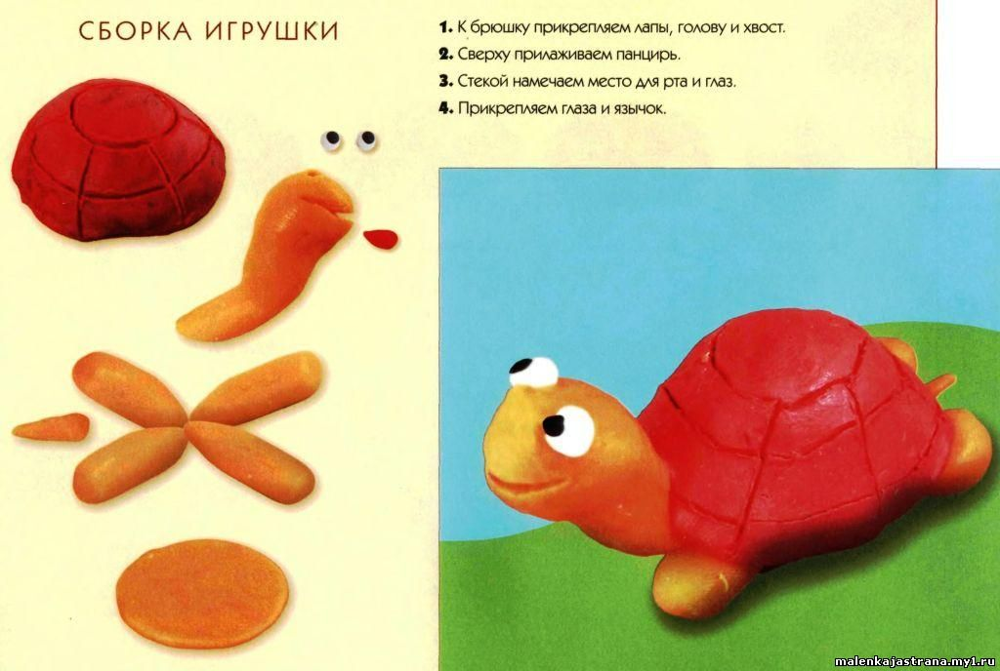 СБОРКА ИГРУШКИ
1. К брюшку прикрепляем лапы, голову и хвост.
2. Сверху прилаживаем панцирь.
3. Стекой намечаем место для рта и глаз.
4. Прикрепляем глаза и язычок.
malenkajastrana.my1.ru